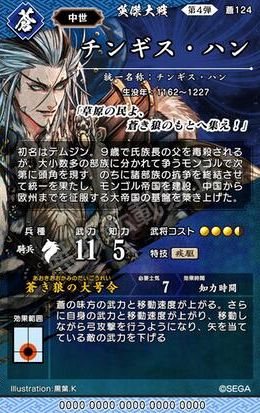 蒼
中世
英傑大戦
第4弾
蒼124
チンギス・ハン
統一名称：チンギス・ハン
生没年：1162〜1227
「草原の民よ、
蒼き狼のもとへ集え！」
初名はテムジン。9歳で氏族長の父を毒殺される
が、大小数多の部族に分かれて争うモンゴルで次
第に頭角を現す。のちに諸部族の抗争を終結させ
て統一を果たし、モンゴル帝国を建設。中国から
欧州までを征服する大帝国の基盤を築き上げた。
兵種
武力
知力
武将コスト
騎兵
11
5
特技
疾駆
あおきおおかみのだいごうれい
必要士気
効果時間
蒼き狼の大号令
7
知力時間
効果範囲
蒼の味方の武力と移動速度が上がる。さら
に自身の武力と移動速度が上がり、移動し
ながら弓攻撃を行うようになり、矢を当て
ている敵の武力を下げる
Illustration:黒葉.K
©SEGA
0000-0000-0000-0000-0000